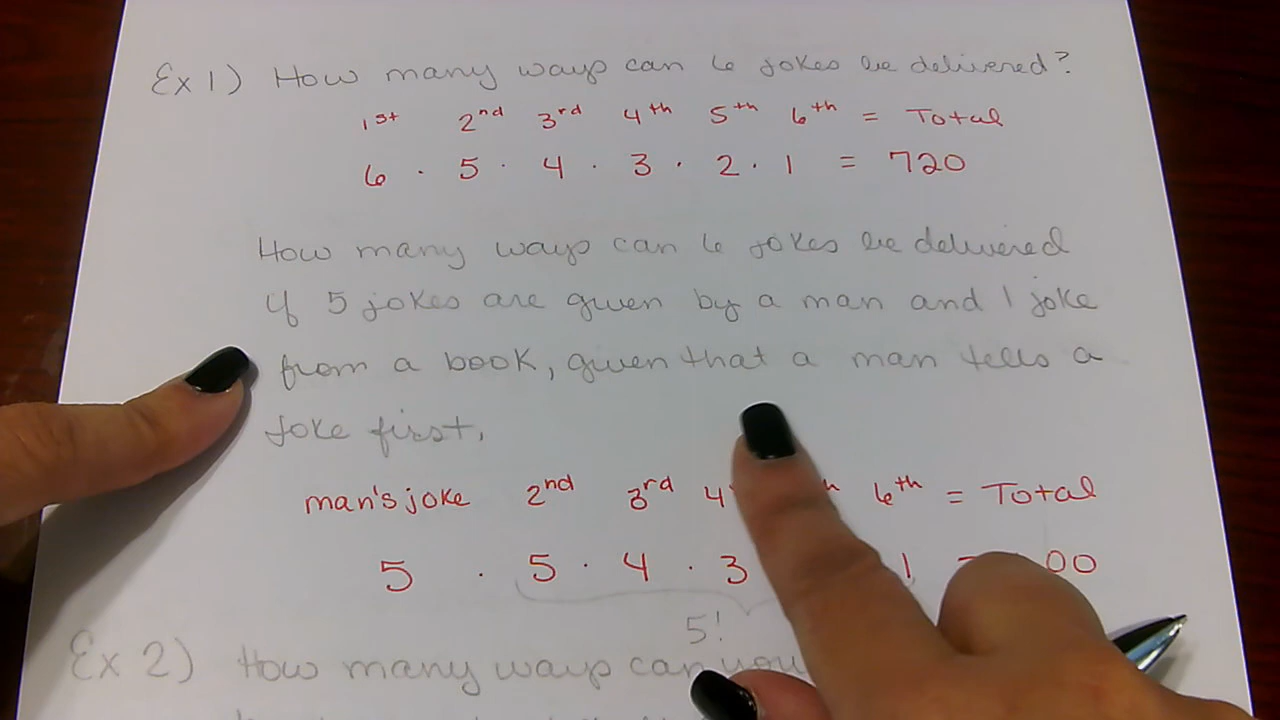 Ex 1) How many ways can 6 jokes be delivered?
1st 2nd 3rd 4th 5th 6th = Total
6 . 5 . 4 . 3 . 2 . 1 = 720
How many ways can 6 jokes be delivered
if 5 jokes are given by a man and 1 joke
from a book, given that a man tells a
joke first.
man's joke 2nd 3rd 6th = Total
5 . 5 . 4 . 3 1
5!
Ex 2) How many ways can you